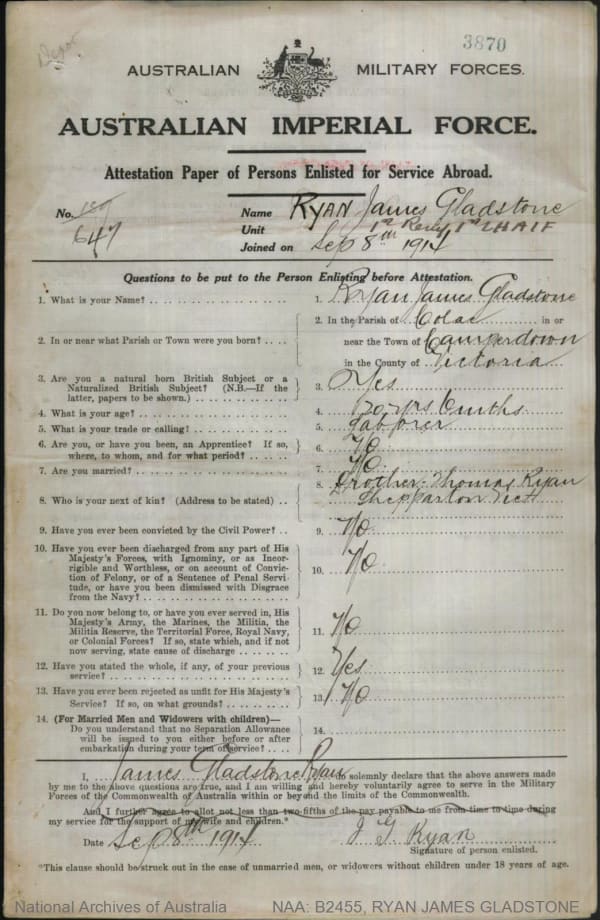 Depot
3870
AUSTRALIAN MILITARY FORCES.
AUSTRALIAN IMPERIAL FORCE.
Attestation Paper of Persons Enlisted for Service Abroad.
No. 647
Name RYAN James Gladstone
Unit 1st LHAIF
Joined on Sep 8th 1914
Questions to be put to the Person Enlisting before Attestation.
1. What is your Name? 1. Ryan James Gladstone
2. In or near what Parish or Town were you born? 2. In the Parish of Colac in or
near the Town of Camperdown
in the County of Victoria
3. Are you a natural born British Subject or a
Naturalized British Subject? (N.B.—If the
latter, papers to be shown.) 3. Yes
4. What is your age? 4. 20 yrs mths
5. What is your trade or calling? 5. Labourer
6. Are you, or have you been, an Apprentice? If so,
where, to whom, and for what period? 6. No
7. Are you married? 7. No
8. Who is your next of kin? (Address to be stated) 8. Brother: Thomas Ryan
Shepparton Vict
9. Have you ever been convicted by the Civil Power? 9. No
10. Have you ever been discharged from any part of His
Majesty's Forces, with Ignominy, or as Incor-
rigible and Worthless, or on account of Convic-
tion of Felony, or of a Sentence of Penal Servi-
tude, or have you been dismissed with Disgrace
from the Navy? 10. No
11. Do you now belong to, or have you ever served in, His
Majesty's Army, the Marines, the Militia, the
Militia Reserve, the Territorial Force, Royal Navy,
or Colonial Forces? If so, state which, and if not
now serving, state cause of discharge 11. No
12. Have you stated the whole, if any, of your previous
service? 12. Yes
13. Have you ever been rejected as unfit for His Majesty's
Service? If so, on what grounds? 13. No
14. (For Married Men and Widowers with children)—
Do you understand that no Separation Allowance
will be issued to you either before or after
embarkation during your term of service? 14.
I, James Gladstone Ryan do solemnly declare that the above answers made
by me to the above questions are true, and I am willing and hereby voluntarily agree to serve in the Military
Forces of the Commonwealth of Australia within or beyond the limits of the Commonwealth.
And I further agree to allot not less than two-fifths of the pay payable to me from time to time during
my service for the support of my wife and children.*
Date Sep 8th 1914 J G Ryan
Signature of person enlisted.
*This clause should be struck out in the case of unmarried men, or widowers without children under 18 years of age.
National Archives of Australia NAA: B2455, RYAN JAMES GLADSTONE